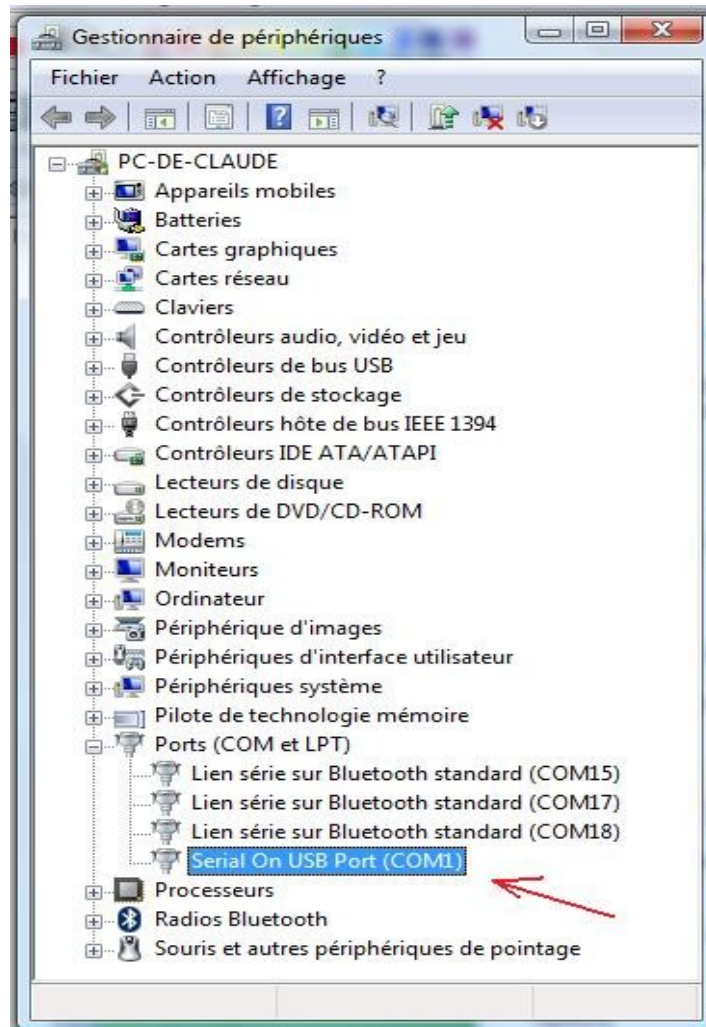 Gestionnaire de périphériques
Fichier Action Affichage ?
PC-DE-CLAUDE
Appareils mobiles
Batteries
Cartes graphiques
Cartes réseau
Claviers
Contrôleurs audio, vidéo et jeu
Contrôleurs de bus USB
Contrôleurs de stockage
Contrôleurs hôte de bus IEEE 1394
Contrôleurs IDE ATA/ATAPI
Lecteurs de disque
Lecteurs de DVD/CD-ROM
Modems
Moniteurs
Ordinateur
Périphérique d'images
Périphériques d'interface utilisateur
Périphériques système
Pilote de technologie mémoire
Ports (COM et LPT)
Lien série sur Bluetooth standard (COM15)
Lien série sur Bluetooth standard (COM17)
Lien série sur Bluetooth standard (COM18)
Serial On USB Port (COM1)
Processeurs
Radios Bluetooth
Souris et autres périphériques de pointage